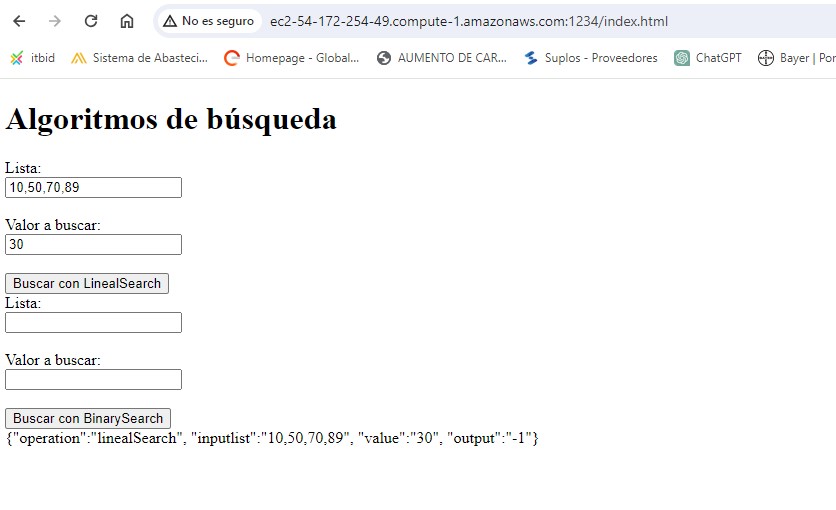 No es seguro ec2-54-172-254-49.compute-1.amazonaws.com:1234/index.html
itbid Sistema de Abasteci... Homepage - Global... AUMENTO DE CAR... Suplos - Proveedores ChatGPT Bayer | Por
Algoritmos de búsqueda
Lista:
10,50,70,89
Valor a buscar:
30
Buscar con LinealSearch
Lista:
Valor a buscar:
Buscar con BinarySearch
{"operation":"linealSearch", "inputlist":"10,50,70,89", "value":"30", "output":"-1"}